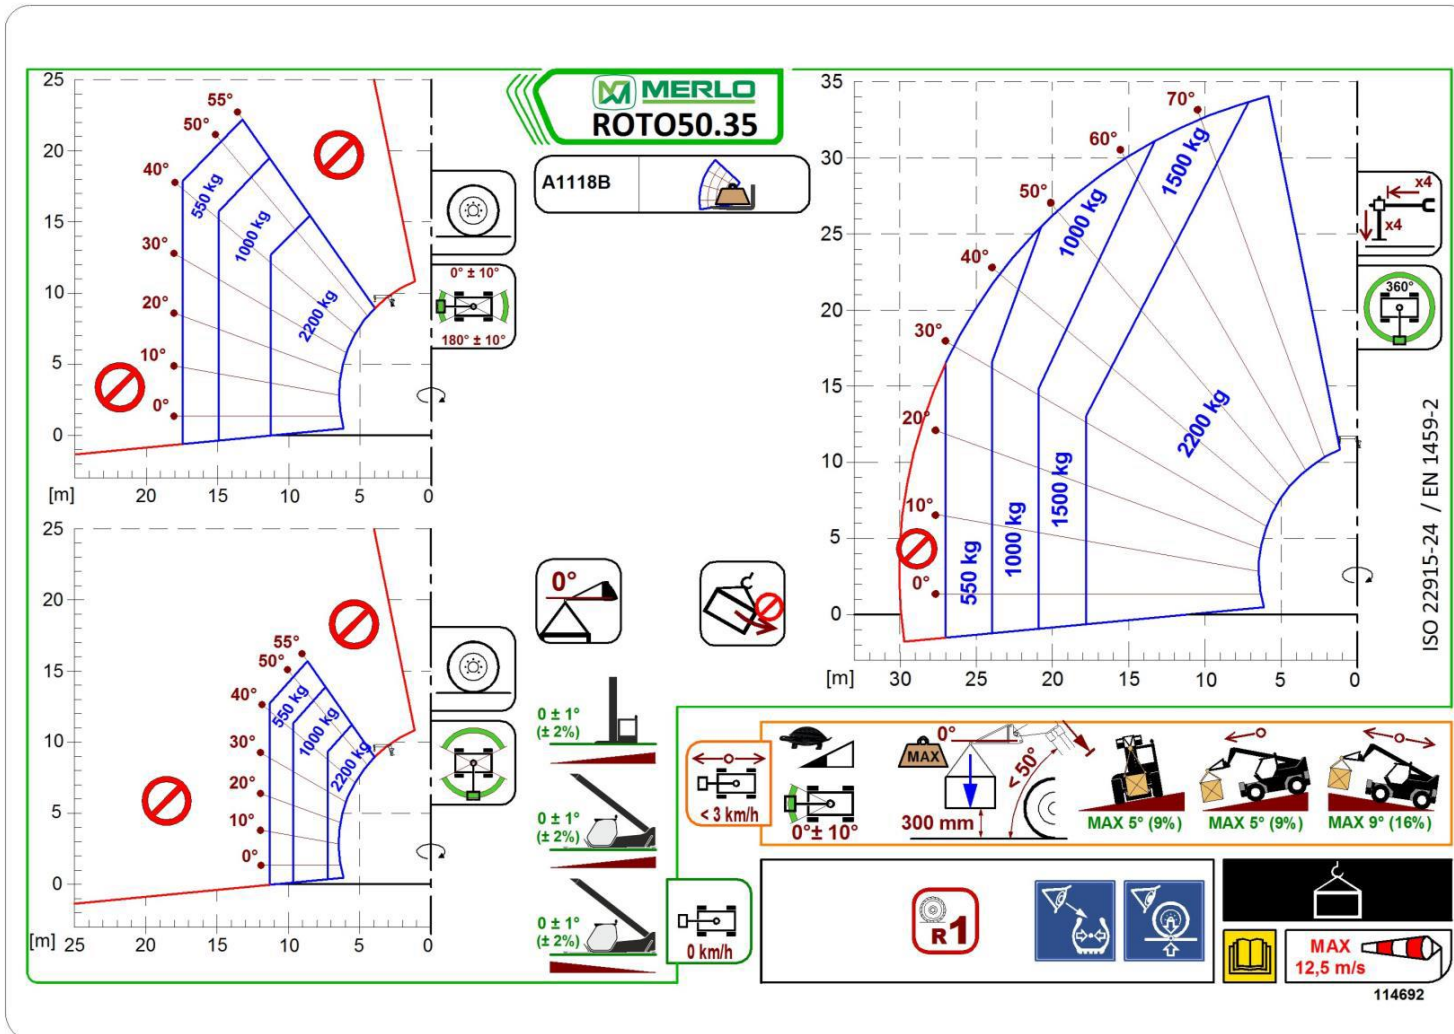 MERLO
ROTO50.35
A1118B
25
20
15
10
5
0
[m]
20
15
10
5
0
55°
50°
40°
30°
20°
10°
0°
550 kg
1000 kg
2200 kg
0° ± 10°
180° ± 10°
35
30
25
20
15
10
5
0
[m]
30
25
20
15
10
5
0
70°
60°
50°
40°
30°
20°
10°
0°
1500 kg
1000 kg
2200 kg
1500 kg
1000 kg
550 kg
x4
x4
360°
ISO 22915-24 / EN 1459-2
25
20
15
10
5
0
[m]
25
20
15
10
5
0
55°
50°
40°
30°
20°
10°
0°
550 kg
1000 kg
2200 kg
0°
0 ± 1°
(± 2%)
0 ± 1°
(± 2%)
0 ± 1°
(± 2%)
< 3 km/h
0°± 10°
MAX
0°
< 50°
300 mm
MAX 5° (9%)
MAX 5° (9%)
MAX 9° (16%)
0 km/h
R1
MAX
12,5 m/s
114692